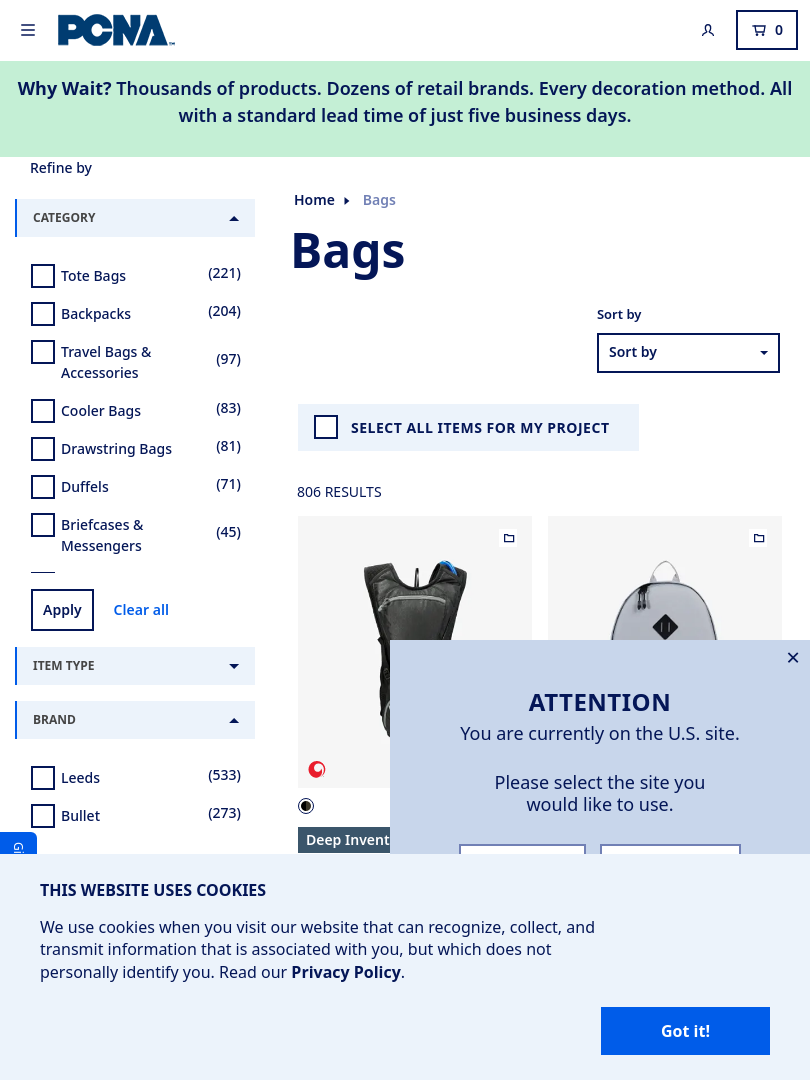 PCNA
0
Why Wait? Thousands of products. Dozens of retail brands. Every decoration method. All
with a standard lead time of just five business days.
Refine by
CATEGORY
Tote Bags (221)
Backpacks (204)
Travel Bags &
Accessories (97)
Cooler Bags (83)
Drawstring Bags (81)
Duffels (71)
Briefcases &
Messengers (45)
Apply Clear all
ITEM TYPE
BRAND
Leeds (533)
Bullet (273)
Home Bags
Bags
Sort by
Sort by
SELECT ALL ITEMS FOR MY PROJECT
806 RESULTS
Deep Invent
ATTENTION
You are currently on the U.S. site.
Please select the site you
would like to use.
THIS WEBSITE USES COOKIES
We use cookies when you visit our website that can recognize, collect, and
transmit information that is associated with you, but which does not
personally identify you. Read our Privacy Policy.
Got it!